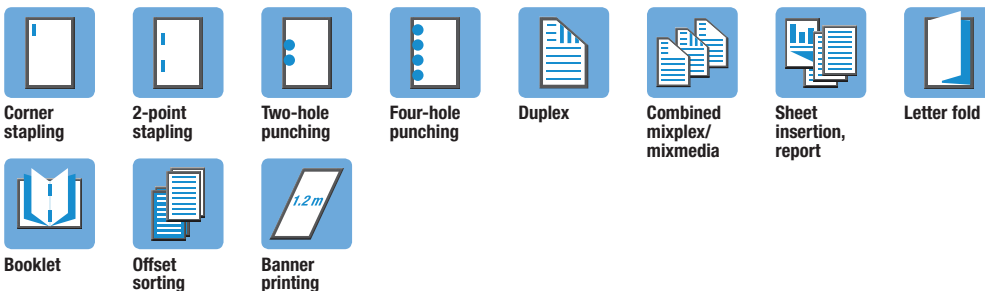 Corner
stapling
2-point
stapling
Two-hole
punching
Four-hole
punching
Duplex
Combined
mixplex/
mixmedia
Sheet
insertion,
report
Letter fold
1.2 m
Booklet
Offset
sorting
Banner
printing